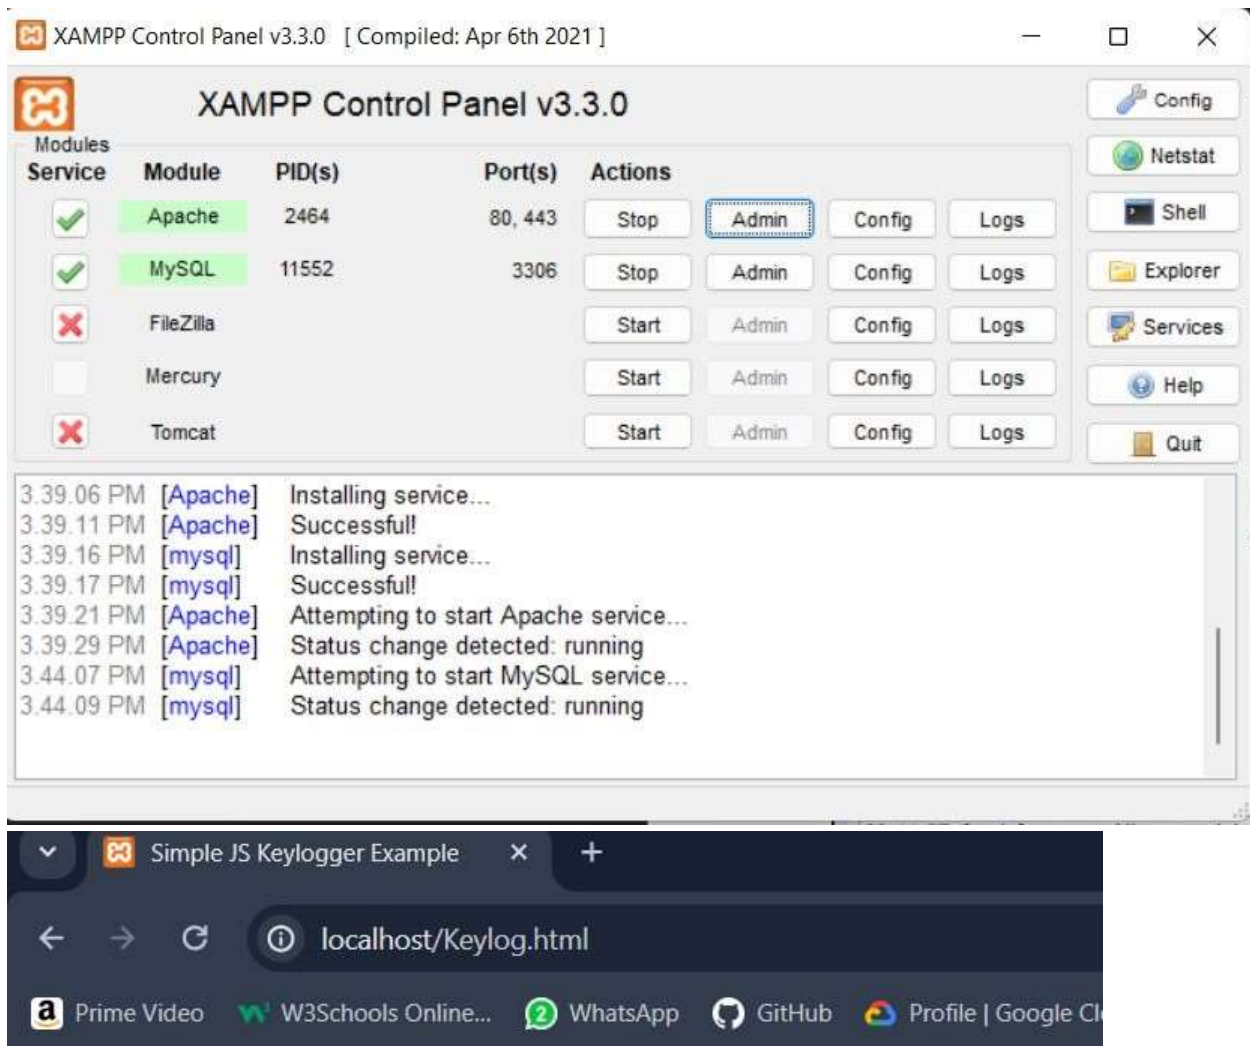 XAMPP Control Panel v3.3.0 [ Compiled: Apr 6th 2021 ]
XAMPP Control Panel v3.3.0
Config
Modules
Service Module PID(s) Port(s) Actions
Netstat
Apache 2464 80, 443 Stop Admin Config Logs
Shell
MySQL 11552 3306 Stop Admin Config Logs
Explorer
FileZilla Start Admin Config Logs
Services
Mercury Start Admin Config Logs
Help
Tomcat Start Admin Config Logs
Quit
3.39.06 PM [Apache] Installing service...
3.39.11 PM [Apache] Successful!
3.39.16 PM [mysql] Installing service...
3.39.17 PM [mysql] Successful!
3.39.21 PM [Apache] Attempting to start Apache service...
3.39.29 PM [Apache] Status change detected: running
3.44.07 PM [mysql] Attempting to start MySQL service...
3.44.09 PM [mysql] Status change detected: running
Simple JS Keylogger Example
localhost/Keylog.html
Prime Video W3Schools Online... 2 WhatsApp GitHub Profile | Google Cl